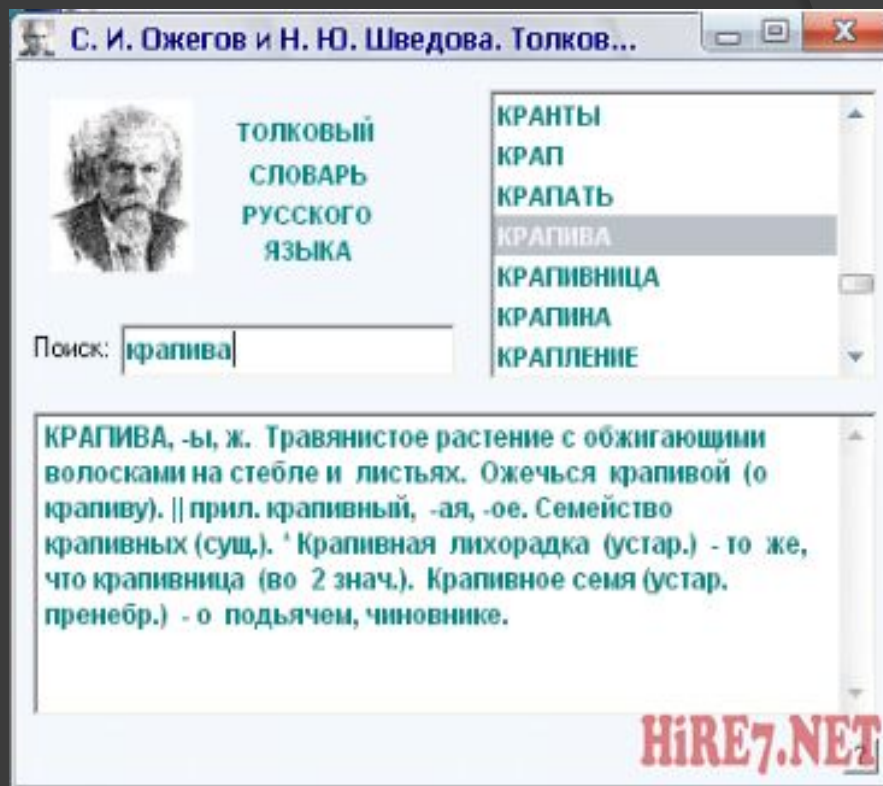 С. И. Ожегов и Н. Ю. Шведова. Толков...
ТОЛКОВЫЙ
СЛОВАРЬ
РУССКОГО
ЯЗЫКА
КРАНТЫ
КРАП
КРАПАТЬ
КРАПИВА
КРАПИВНИЦА
КРАПИНА
КРАПЛЕНИЕ
Поиск: крапива
КРАПИВА, -ы, ж. Травянистое растение с обжигающими
волосками на стебле и листьях. Ожечься крапивой (о
крапиву). || прил. крапивный, -ая, -ое. Семейство
крапивных (сущ.). * Крапивная лихорадка (устар.) - то же,
что крапивница (во 2 знач.). Крапивное семя (устар.
пренебр.) - о подьячем, чиновнике.
HiRE7.NET
?